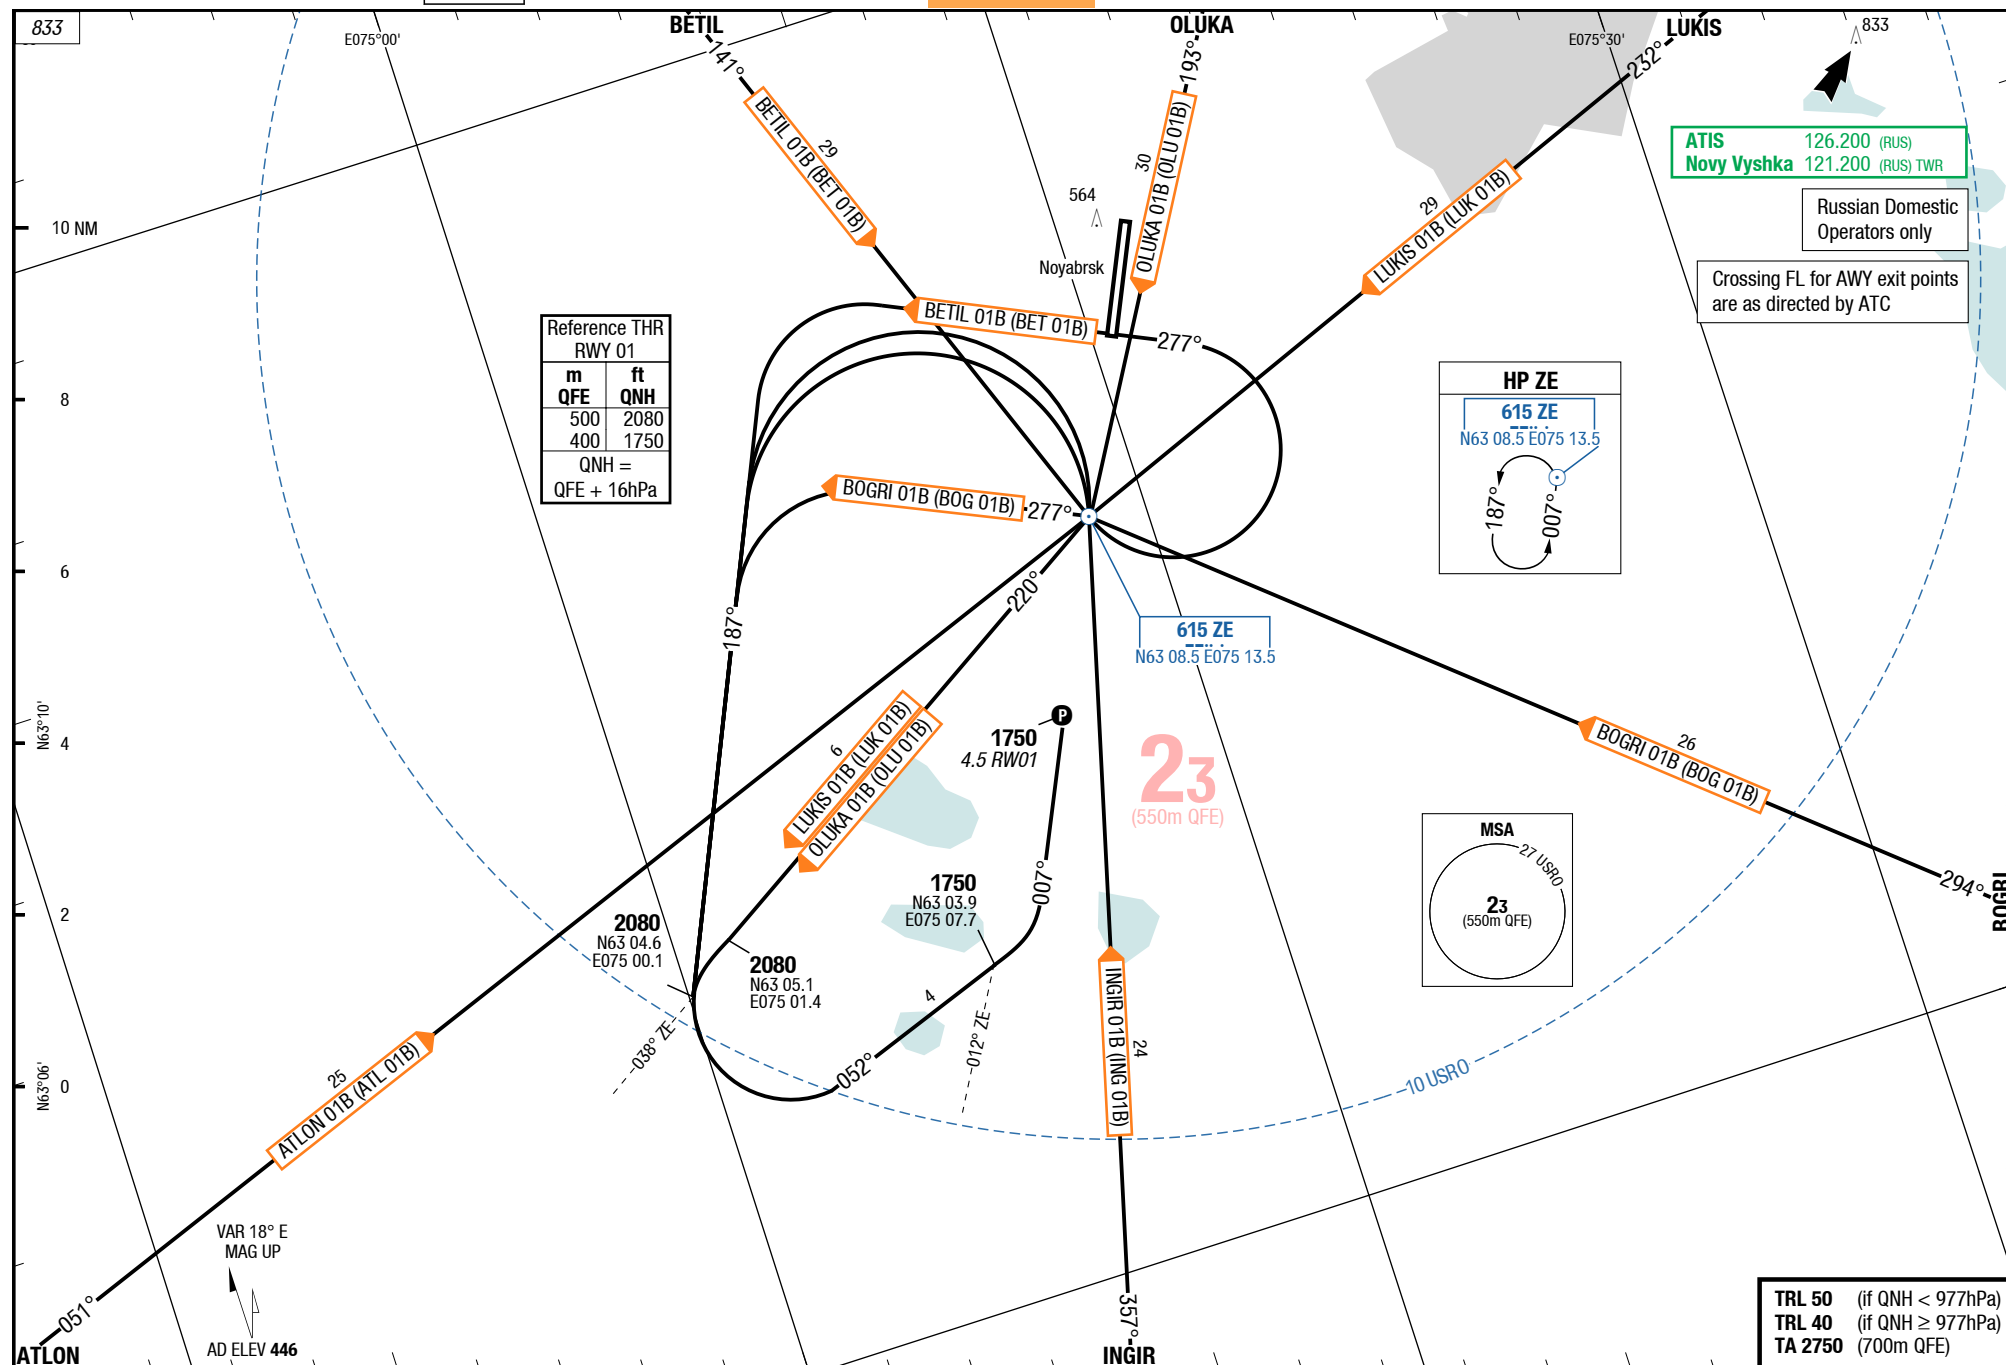 833
E075°00'
BETIL
OLUKA
E075°30'
LUKIS
833
141°
193°
232°
29
BETIL 01B (BET 01B)
30
OLUKA 01B (OLU 01B)
29
LUKIS 01B (LUK 01B)
ATIS 126.200 (RUS)
Novy Vyshka 121.200 (RUS) TWR
Russian Domestic
Operators only
Crossing FL for AWY exit points
are as directed by ATC
564
Noyabrsk
10 NM
8
6
4
2
0
N63°10'
N63°06'
Reference THR
RWY 01
m ft
QFE QNH
500 2080
400 1750
QNH =
QFE + 16hPa
BETIL 01B (BET 01B)
277°
BOGRI 01B (BOG 01B)
277°
HP ZE
615 ZE
N63 08.5 E075 13.5
187°
007°
187°
220°
615 ZE
N63 08.5 E075 13.5
6
LUKIS 01B (LUK 01B)
OLUKA 01B (OLU 01B)
P
1750
4.5 RW01
23
(550m QFE)
26
BOGRI 01B (BOG 01B)
294°
BOGRI
MSA
27 USRO
23
(550m QFE)
007°
1750
N63 03.9
E075 07.7
2080
N63 04.6
E075 00.1
2080
N63 05.1
E075 01.4
4
052°
038° ZE
012° ZE
INGIR 01B (ING 01B)
24
10 USRO
25
ATLON 01B (ATL 01B)
VAR 18° E
MAG UP
AD ELEV 446
051°
ATLON
357°
INGIR
TRL 50 (if QNH < 977hPa)
TRL 40 (if QNH ≥ 977hPa)
TA 2750 (700m QFE)